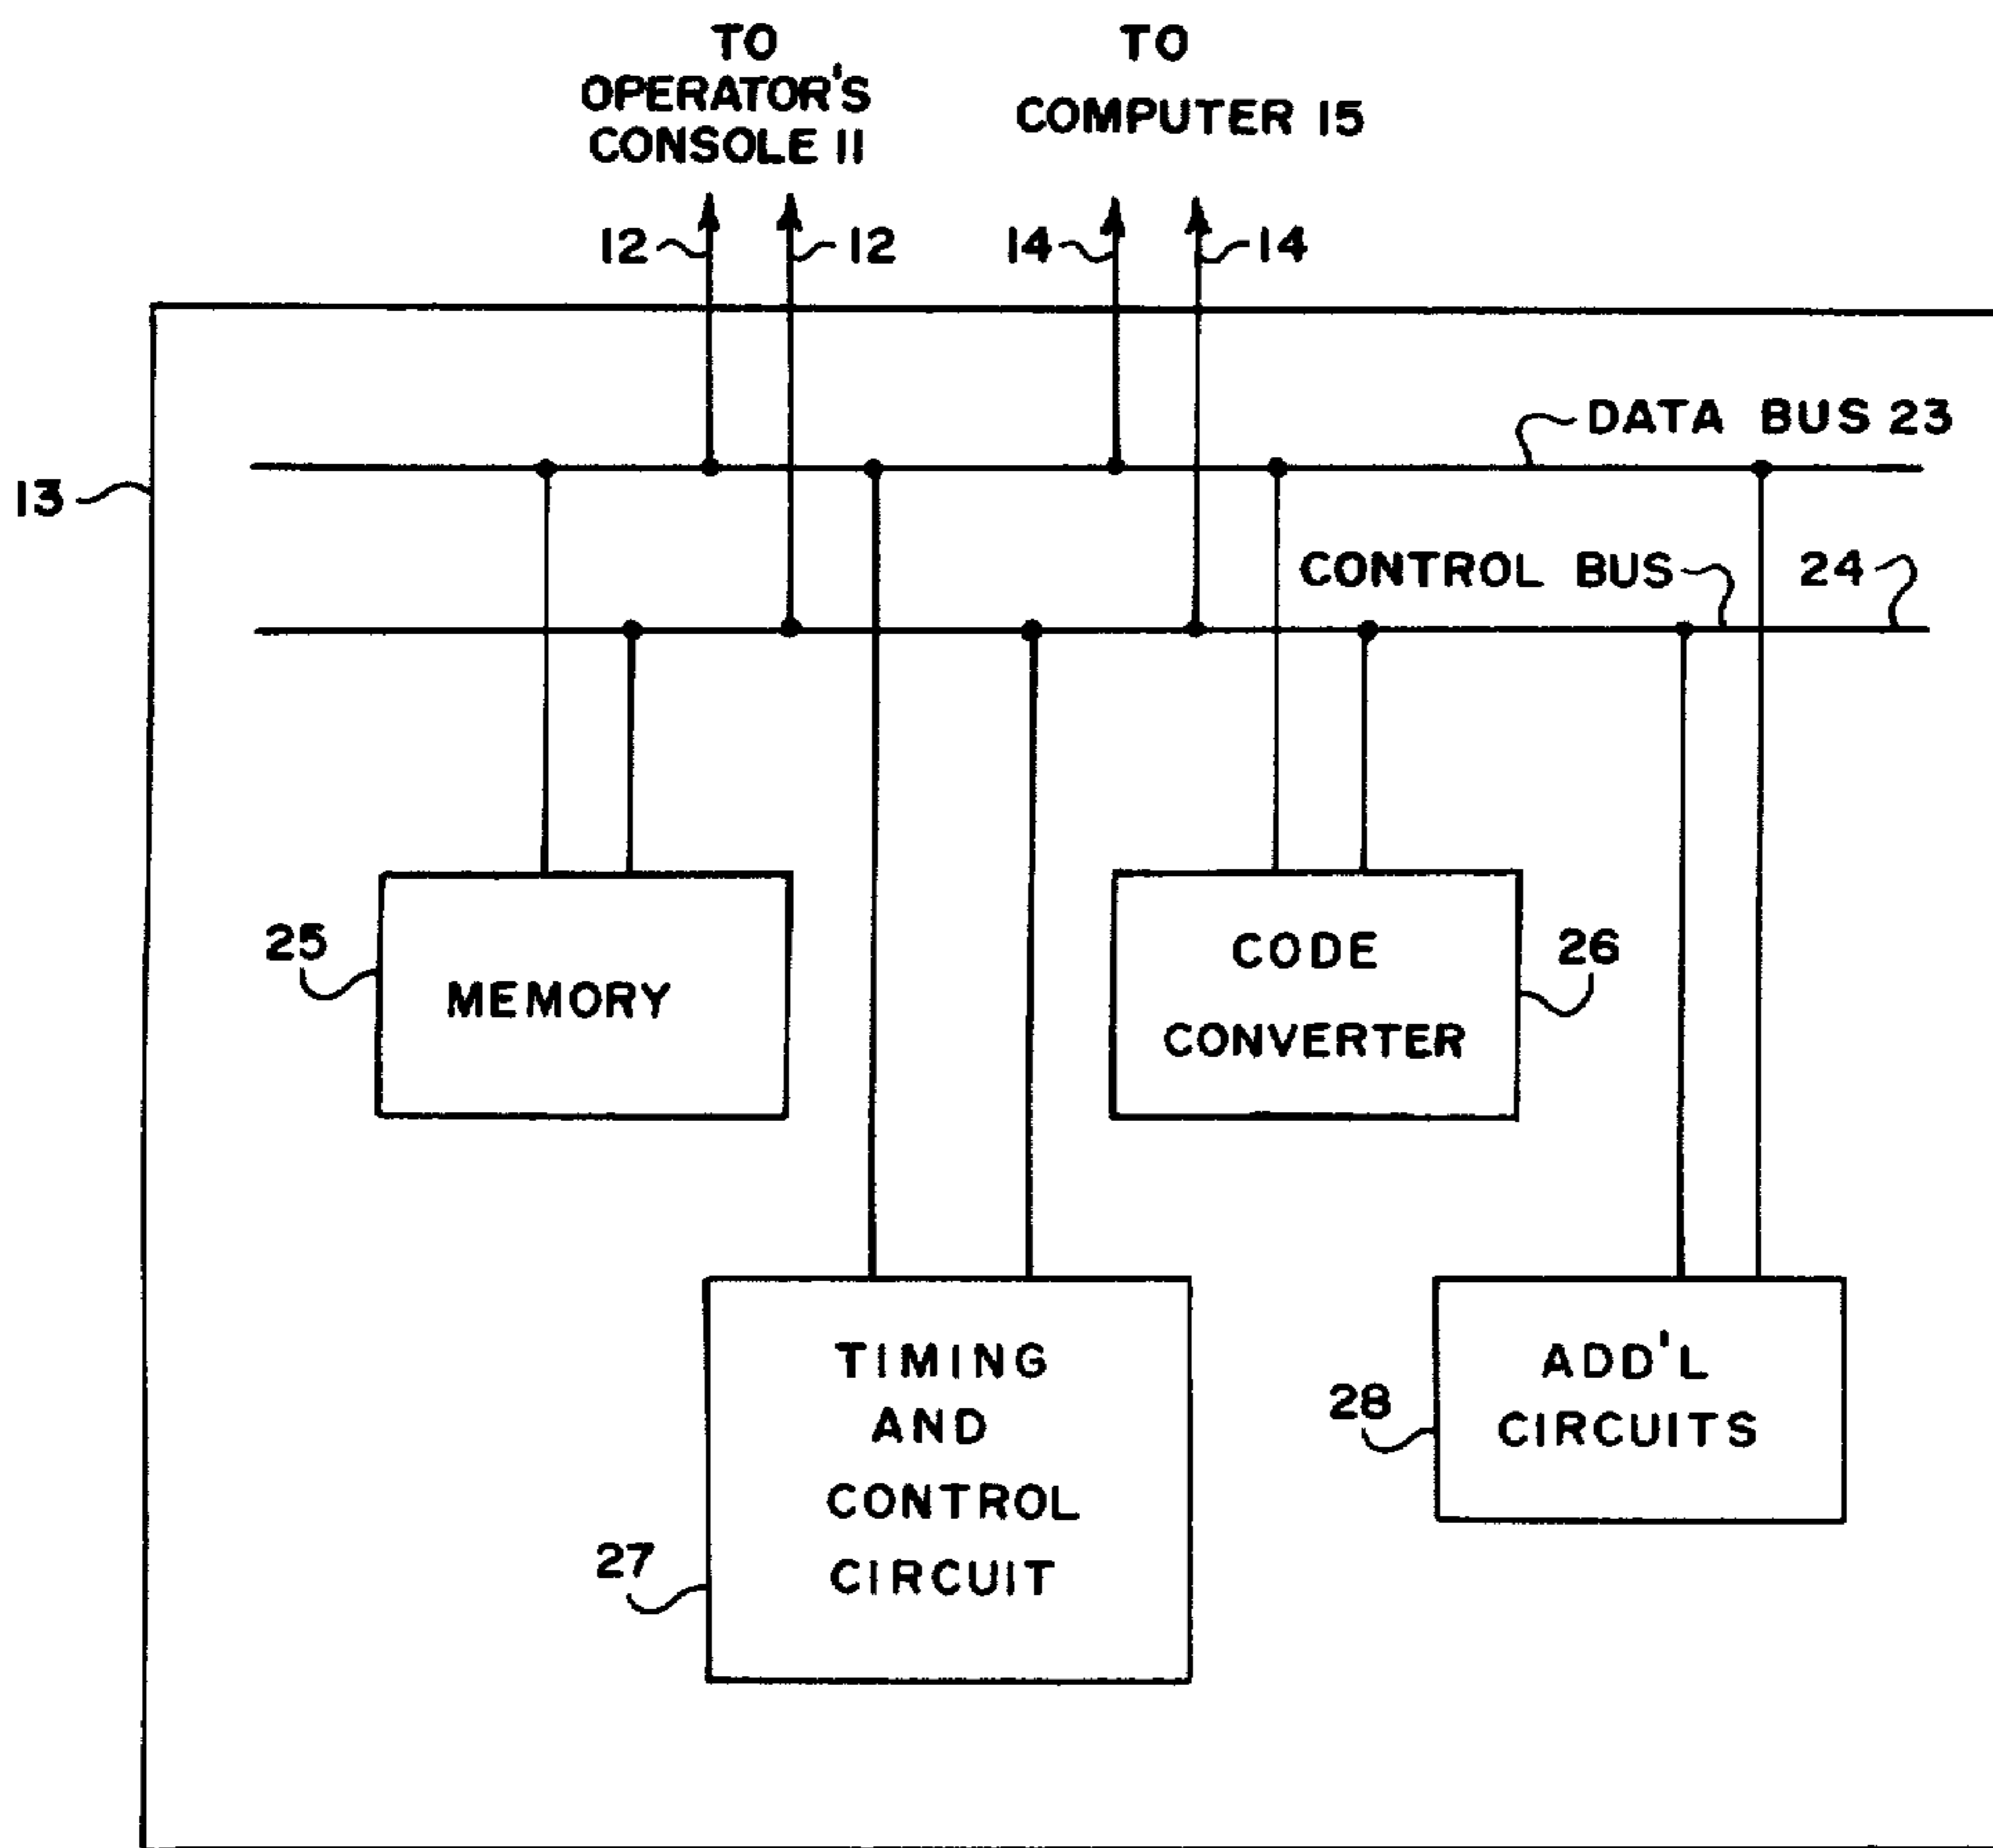 TO
OPERATOR'S
CONSOLE 11
TO
COMPUTER 15
12
12
14
14
DATA BUS 23
13
CONTROL BUS
24
25
MEMORY
CODE
CONVERTER
26
TIMING
AND
CONTROL
CIRCUIT
27
ADD'L
CIRCUITS
28